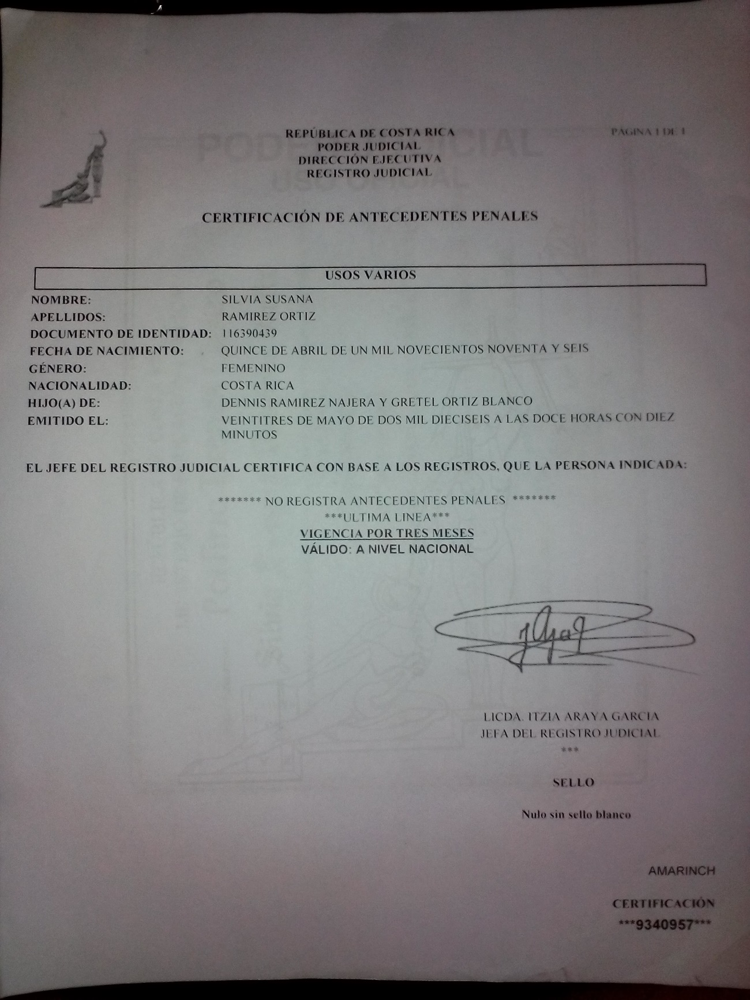 REPÚBLICA DE COSTA RICA
PÁGINA 1 DE 1
PODER JUDICIAL
DIRECCIÓN EJECUTIVA
REGISTRO JUDICIAL
CERTIFICACIÓN DE ANTECEDENTES PENALES
USOS VARIOS
NOMBRE: SILVIA SUSANA
APELLIDOS: RAMIREZ ORTIZ
DOCUMENTO DE IDENTIDAD: 116390439
FECHA DE NACIMIENTO: QUINCE DE ABRIL DE UN MIL NOVECIENTOS NOVENTA Y SEIS
GÉNERO: FEMENINO
NACIONALIDAD: COSTA RICA
HIJO(A) DE: DENNIS RAMIREZ NAJERA Y GRETEL ORTIZ BLANCO
EMITIDO EL: VEINTITRES DE MAYO DE DOS MIL DIECISEIS A LAS DOCE HORAS CON DIEZ
MINUTOS
EL JEFE DEL REGISTRO JUDICIAL CERTIFICA CON BASE A LOS REGISTROS, QUE LA PERSONA INDICADA:
******* NO REGISTRA ANTECEDENTES PENALES *******
***ULTIMA LINEA***
VIGENCIA POR TRES MESES
VÁLIDO: A NIVEL NACIONAL
LICDA. ITZIA ARAYA GARCIA
JEFA DEL REGISTRO JUDICIAL
***
SELLO
Nulo sin sello blanco
AMARINCH
CERTIFICACIÓN
***9340957***